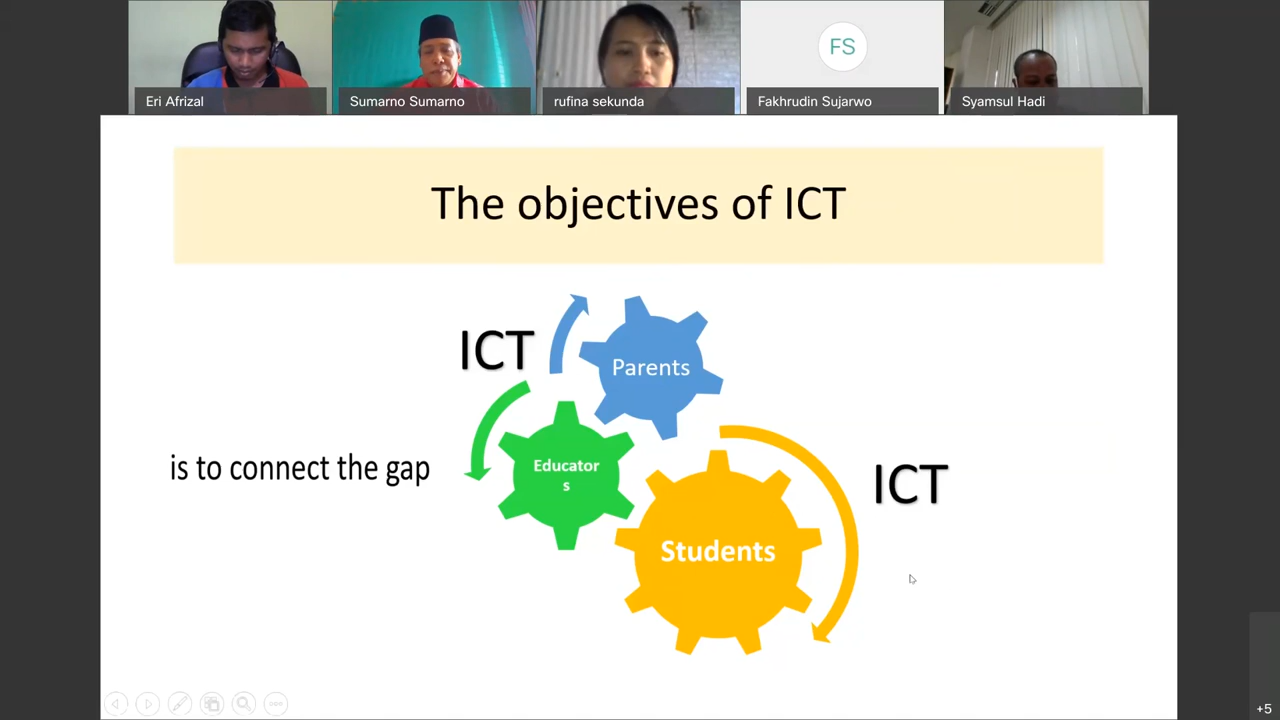 Eri Afrizal
Sumarno Sumarno
rufina sekunda
FS
Fakhrudin Sujarwo
Syamsul Hadi
The objectives of ICT
ICT
Parents
is to connect the gap
Educator
s
ICT
Students
+5